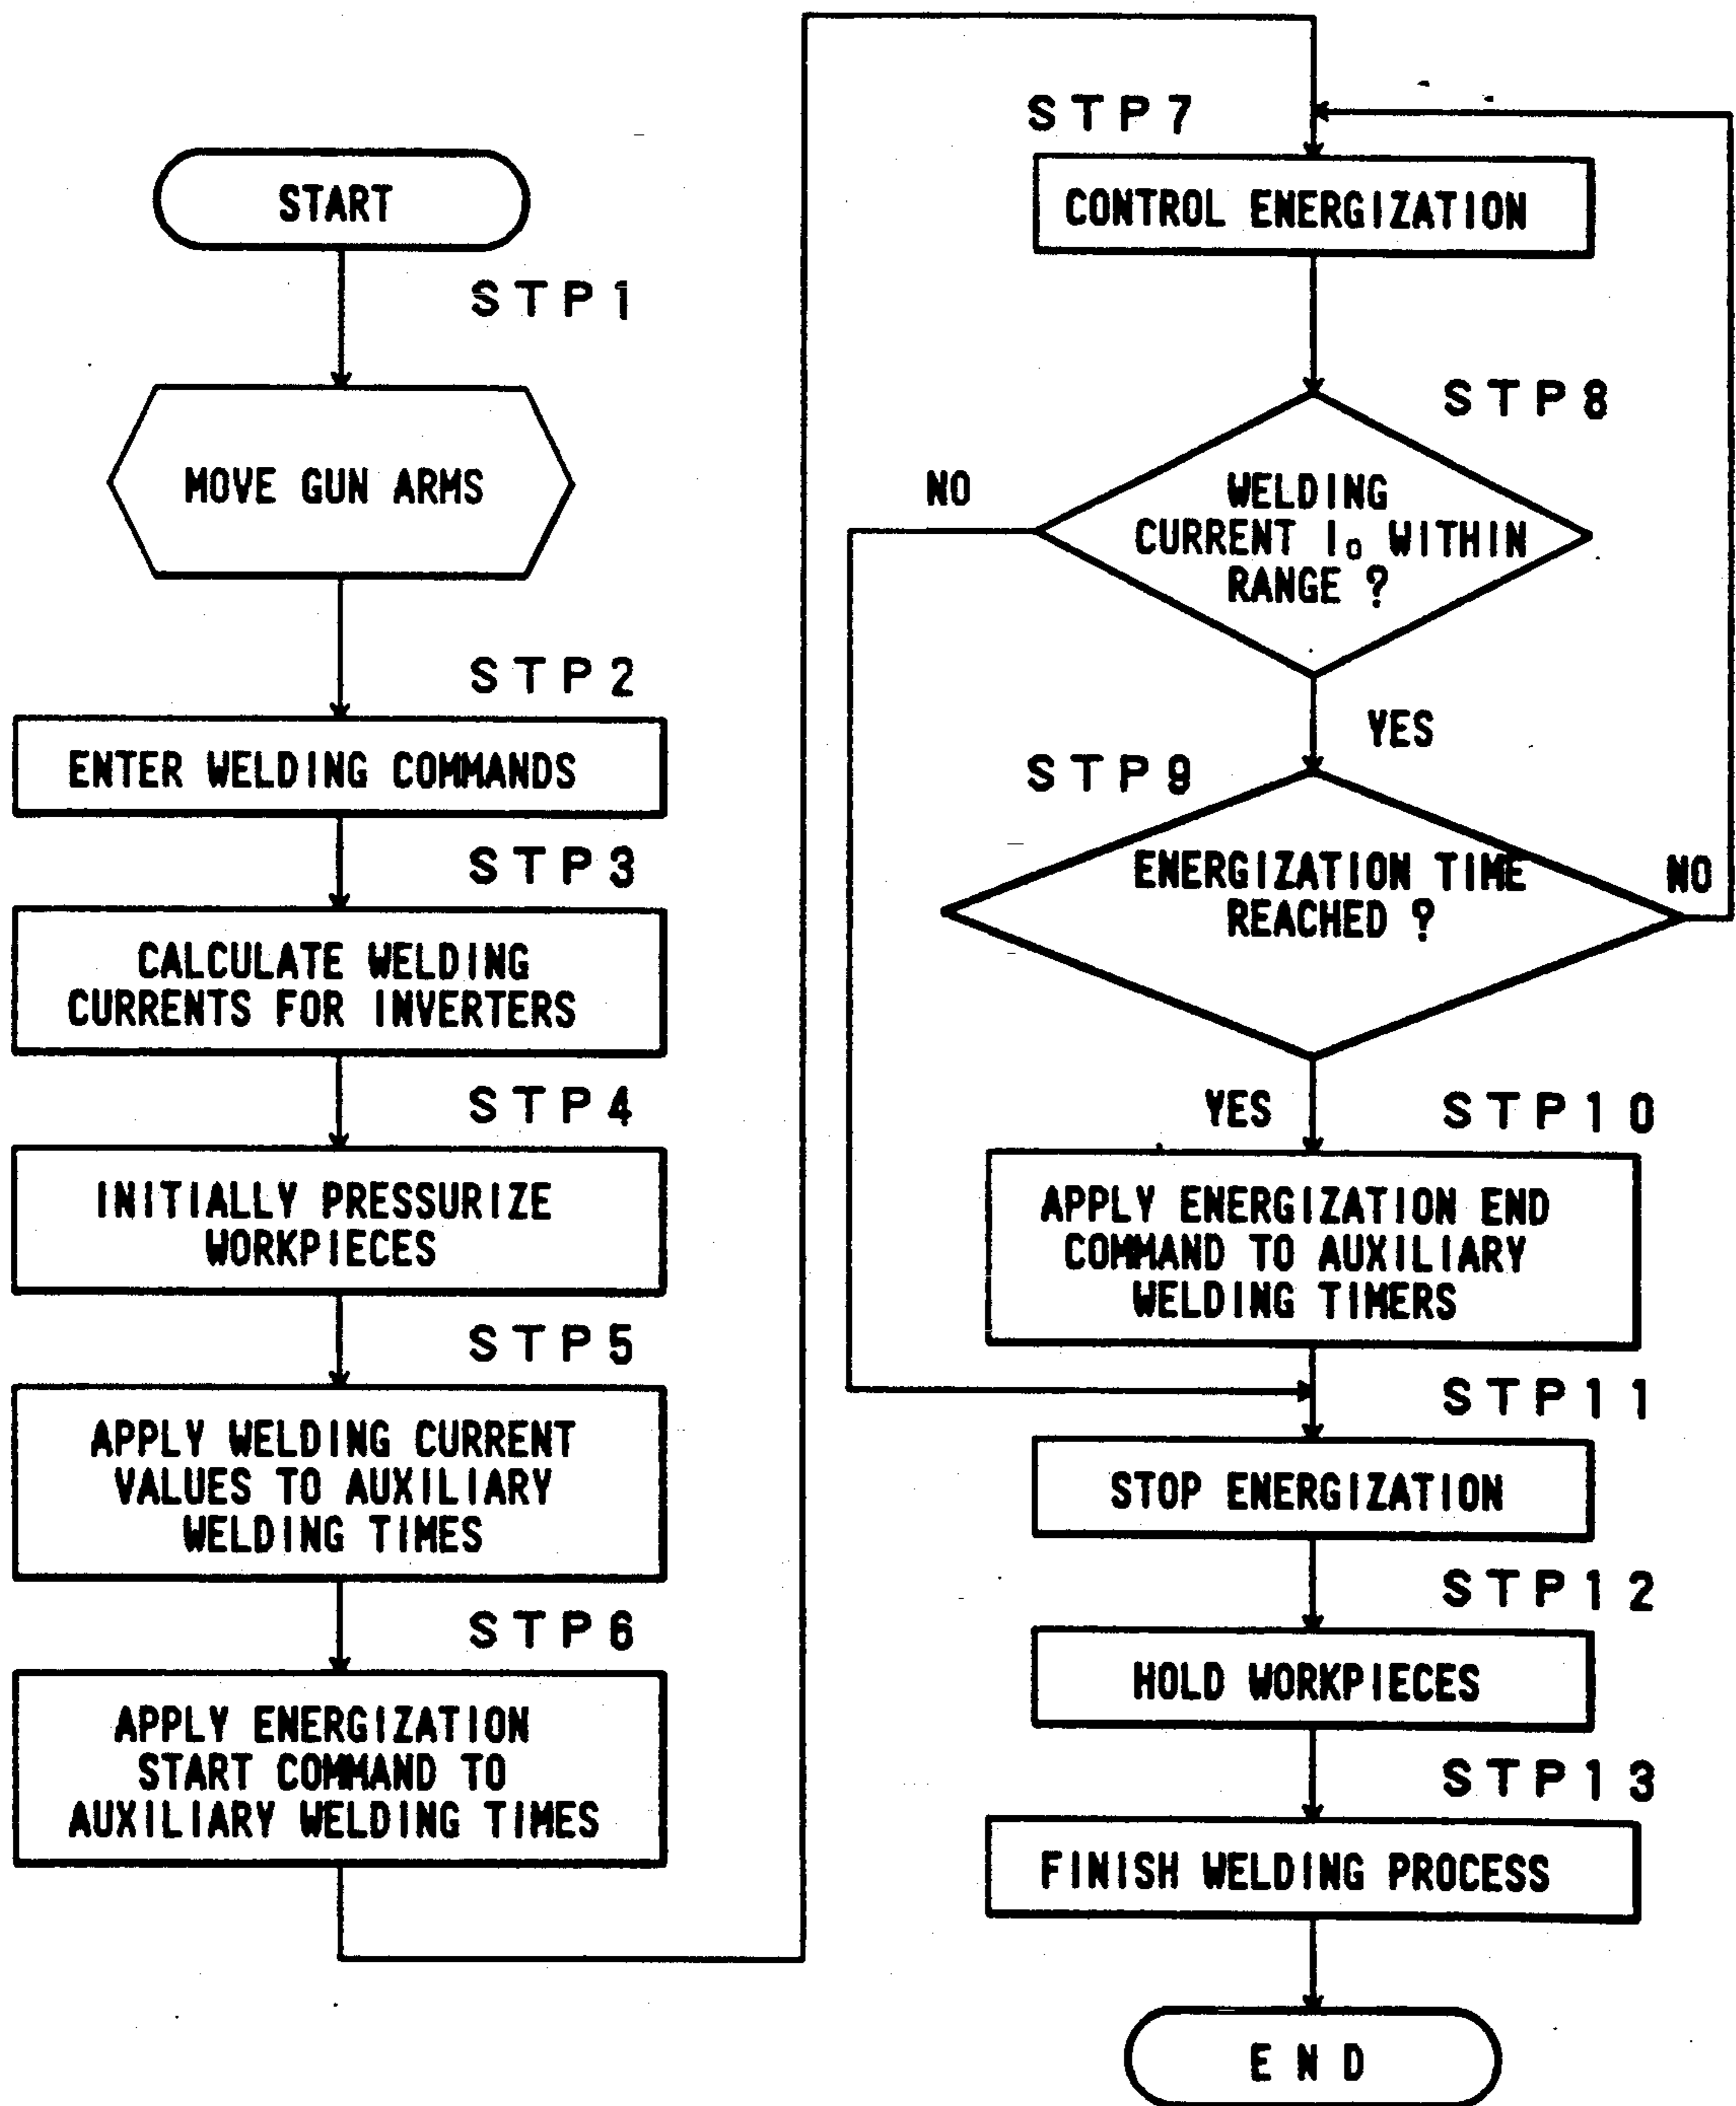 START
STP1
MOVE GUN ARMS
STP2
ENTER WELDING COMMANDS
STP3
CALCULATE WELDING
CURRENTS FOR INVERTERS
STP4
INITIALLY PRESSURIZE
WORKPIECES
STP5
APPLY WELDING CURRENT
VALUES TO AUXILIARY
WELDING TIMES
STP6
APPLY ENERGIZATION
START COMMAND TO
AUXILIARY WELDING TIMES
STP7
CONTROL ENERGIZATION
STP8
NO
WELDING
CURRENT I₀ WITHIN
RANGE ?
YES
STP9
ENERGIZATION TIME
REACHED ?
NO
YES
STP10
APPLY ENERGIZATION END
COMMAND TO AUXILIARY
WELDING TIMERS
STP11
STOP ENERGIZATION
STP12
HOLD WORKPIECES
STP13
FINISH WELDING PROCESS
END